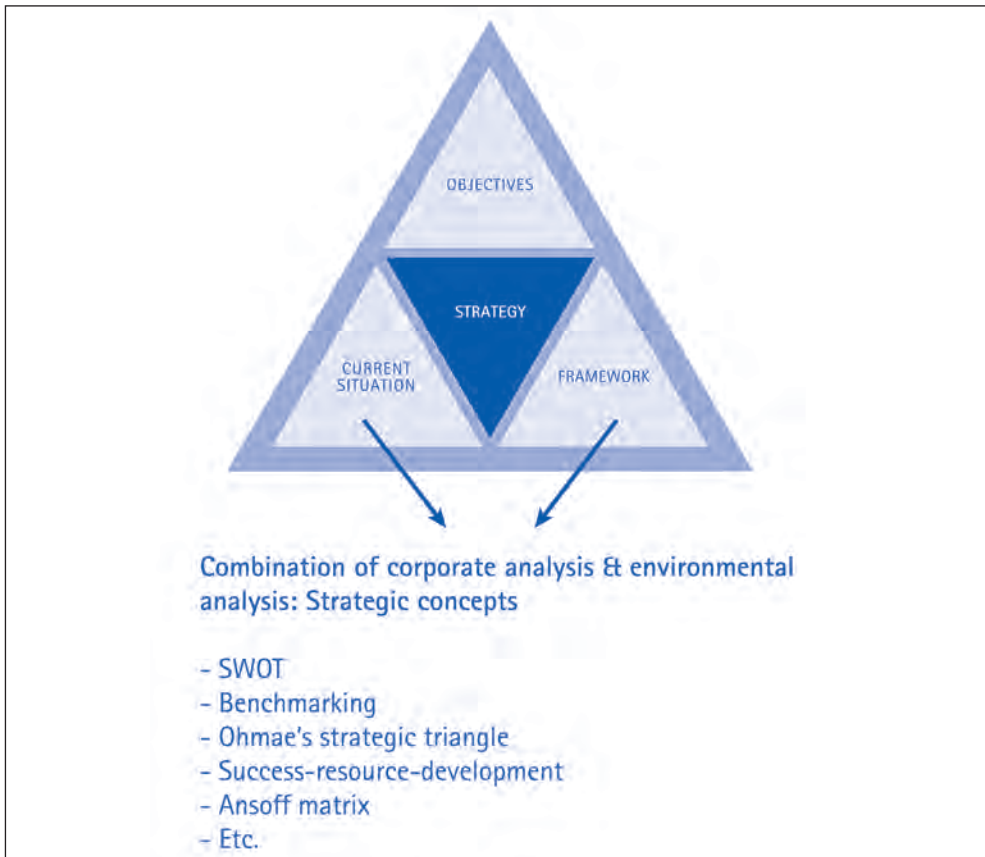 OBJECTIVES
STRATEGY
CURRENT
SITUATION
FRAMEWORK
Combination of corporate analysis & environmental
analysis: Strategic concepts
- SWOT
- Benchmarking
- Ohmae's strategic triangle
- Success-resource-development
- Ansoff matrix
- Etc.